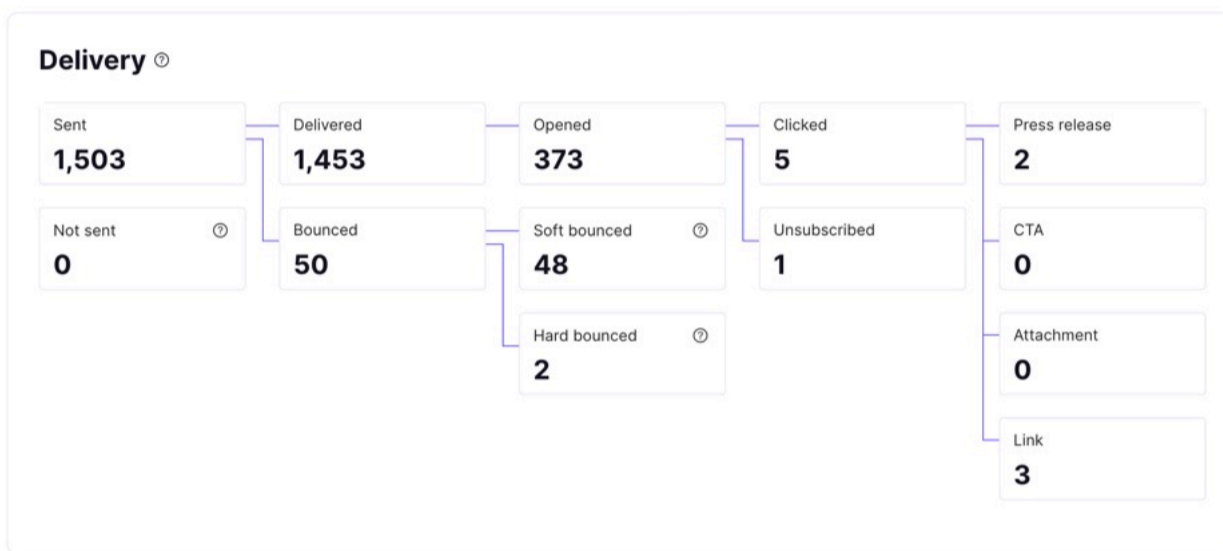 Delivery
Sent
1,503
Delivered
1,453
Opened
373
Clicked
5
Press release
2
Not sent
0
Bounced
50
Soft bounced
48
Unsubscribed
1
CTA
0
Hard bounced
2
Attachment
0
Link
3